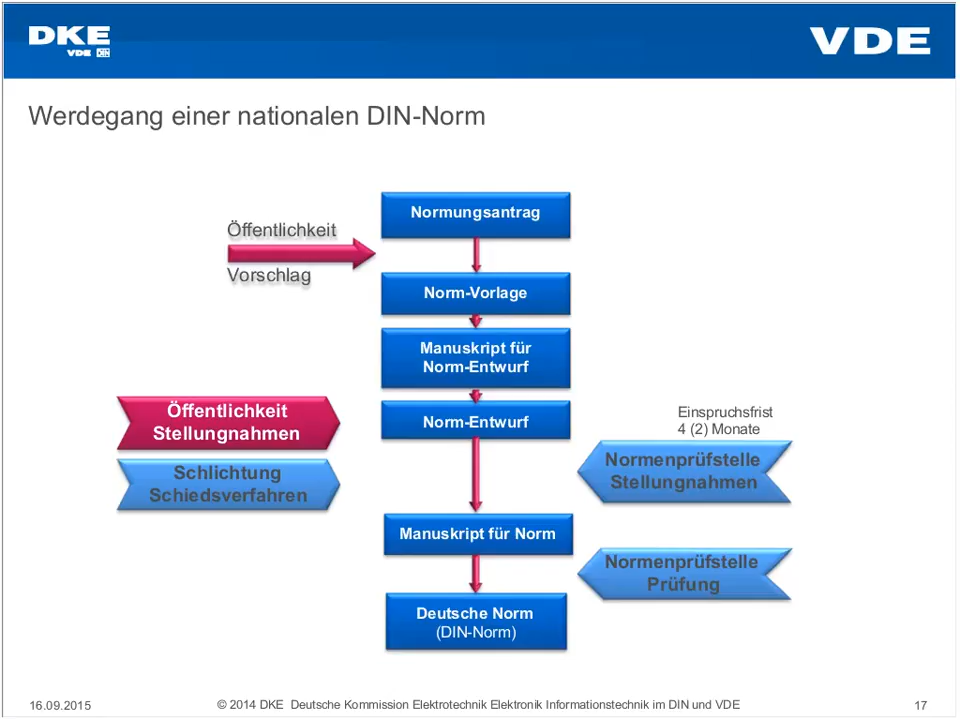 DKE
VDE DIN
VDE
Werdegang einer nationalen DIN-Norm
Normungsantrag
Öffentlichkeit
Vorschlag
Norm-Vorlage
Manuskript für
Norm-Entwurf
Öffentlichkeit
Stellungnahmen
Norm-Entwurf
Einspruchsfrist
4 (2) Monate
Schlichtung
Schiedsverfahren
Normenprüfstelle
Stellungnahmen
Manuskript für Norm
Normenprüfstelle
Prüfung
Deutsche Norm
(DIN-Norm)
16.09.2015
© 2014 DKE Deutsche Kommission Elektrotechnik Elektronik Informationstechnik im DIN und VDE
17